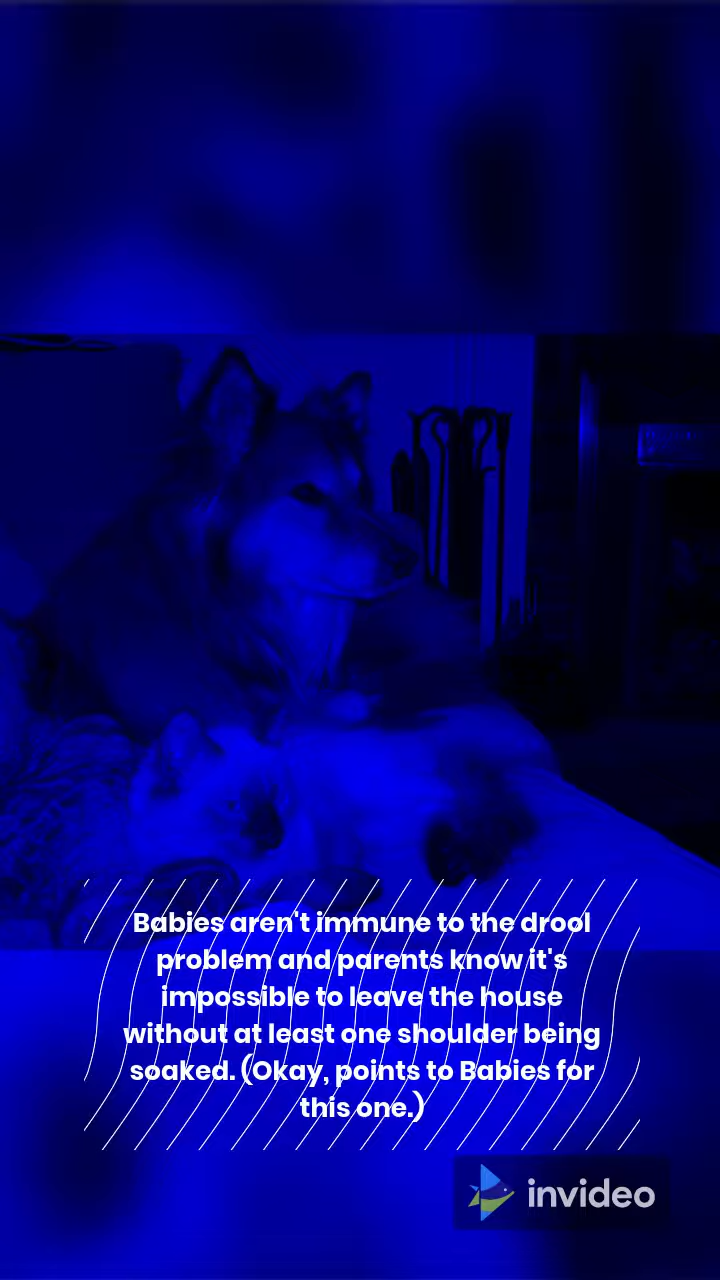 Babies aren't immune to the drool
problem and parents know it's
impossible to leave the house
without at least one shoulder being
soaked. (Okay, points to Babies for
this one.)
invideo